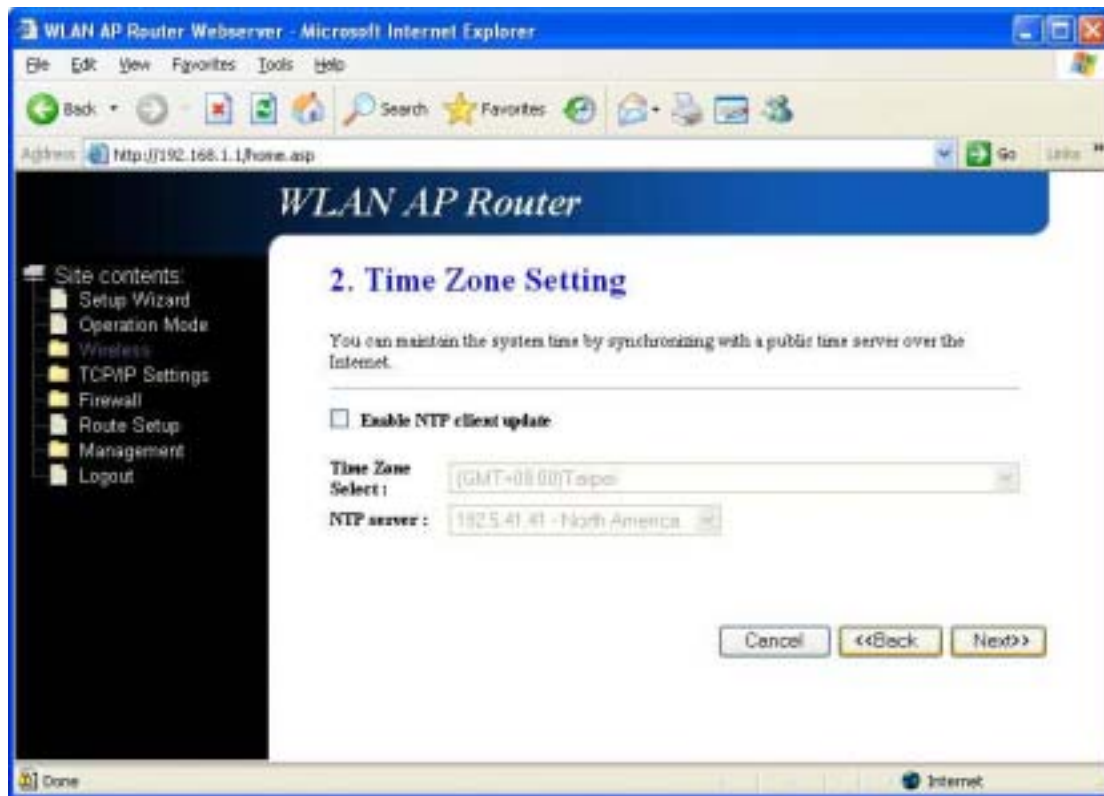 WLAN AP Router Webserver - Microsoft Internet Explorer
File Edit View Favorites Tools Help
Back Search Favorites
Address http://192.168.1.1/home.asp Go Links »
WLAN AP Router
Site contents:
Setup Wizard
Operation Mode
Wireless
TCP/IP Settings
Firewall
Route Setup
Management
Logout
2. Time Zone Setting
You can maintain the system time by synchronizing with a public time server over the
Internet.
Enable NTP client update
Time Zone
Select :
(GMT+08:00)Taipei
NTP server :
192.5.41.41 - North America
Cancel <<Back Next>>
Done Internet